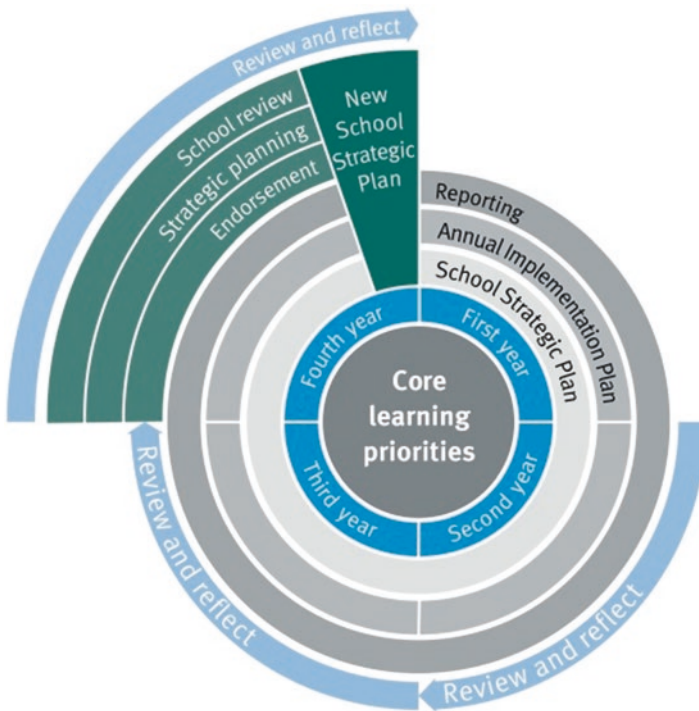 Review and reflect
School review
Strategic planning
Endorsement
New
School
Strategic
Plan
Reporting
Annual Implementation Plan
School Strategic Plan
Fourth year
First year
Core
learning
priorities
Third year
Second year
Review and reflect
Review and reflect